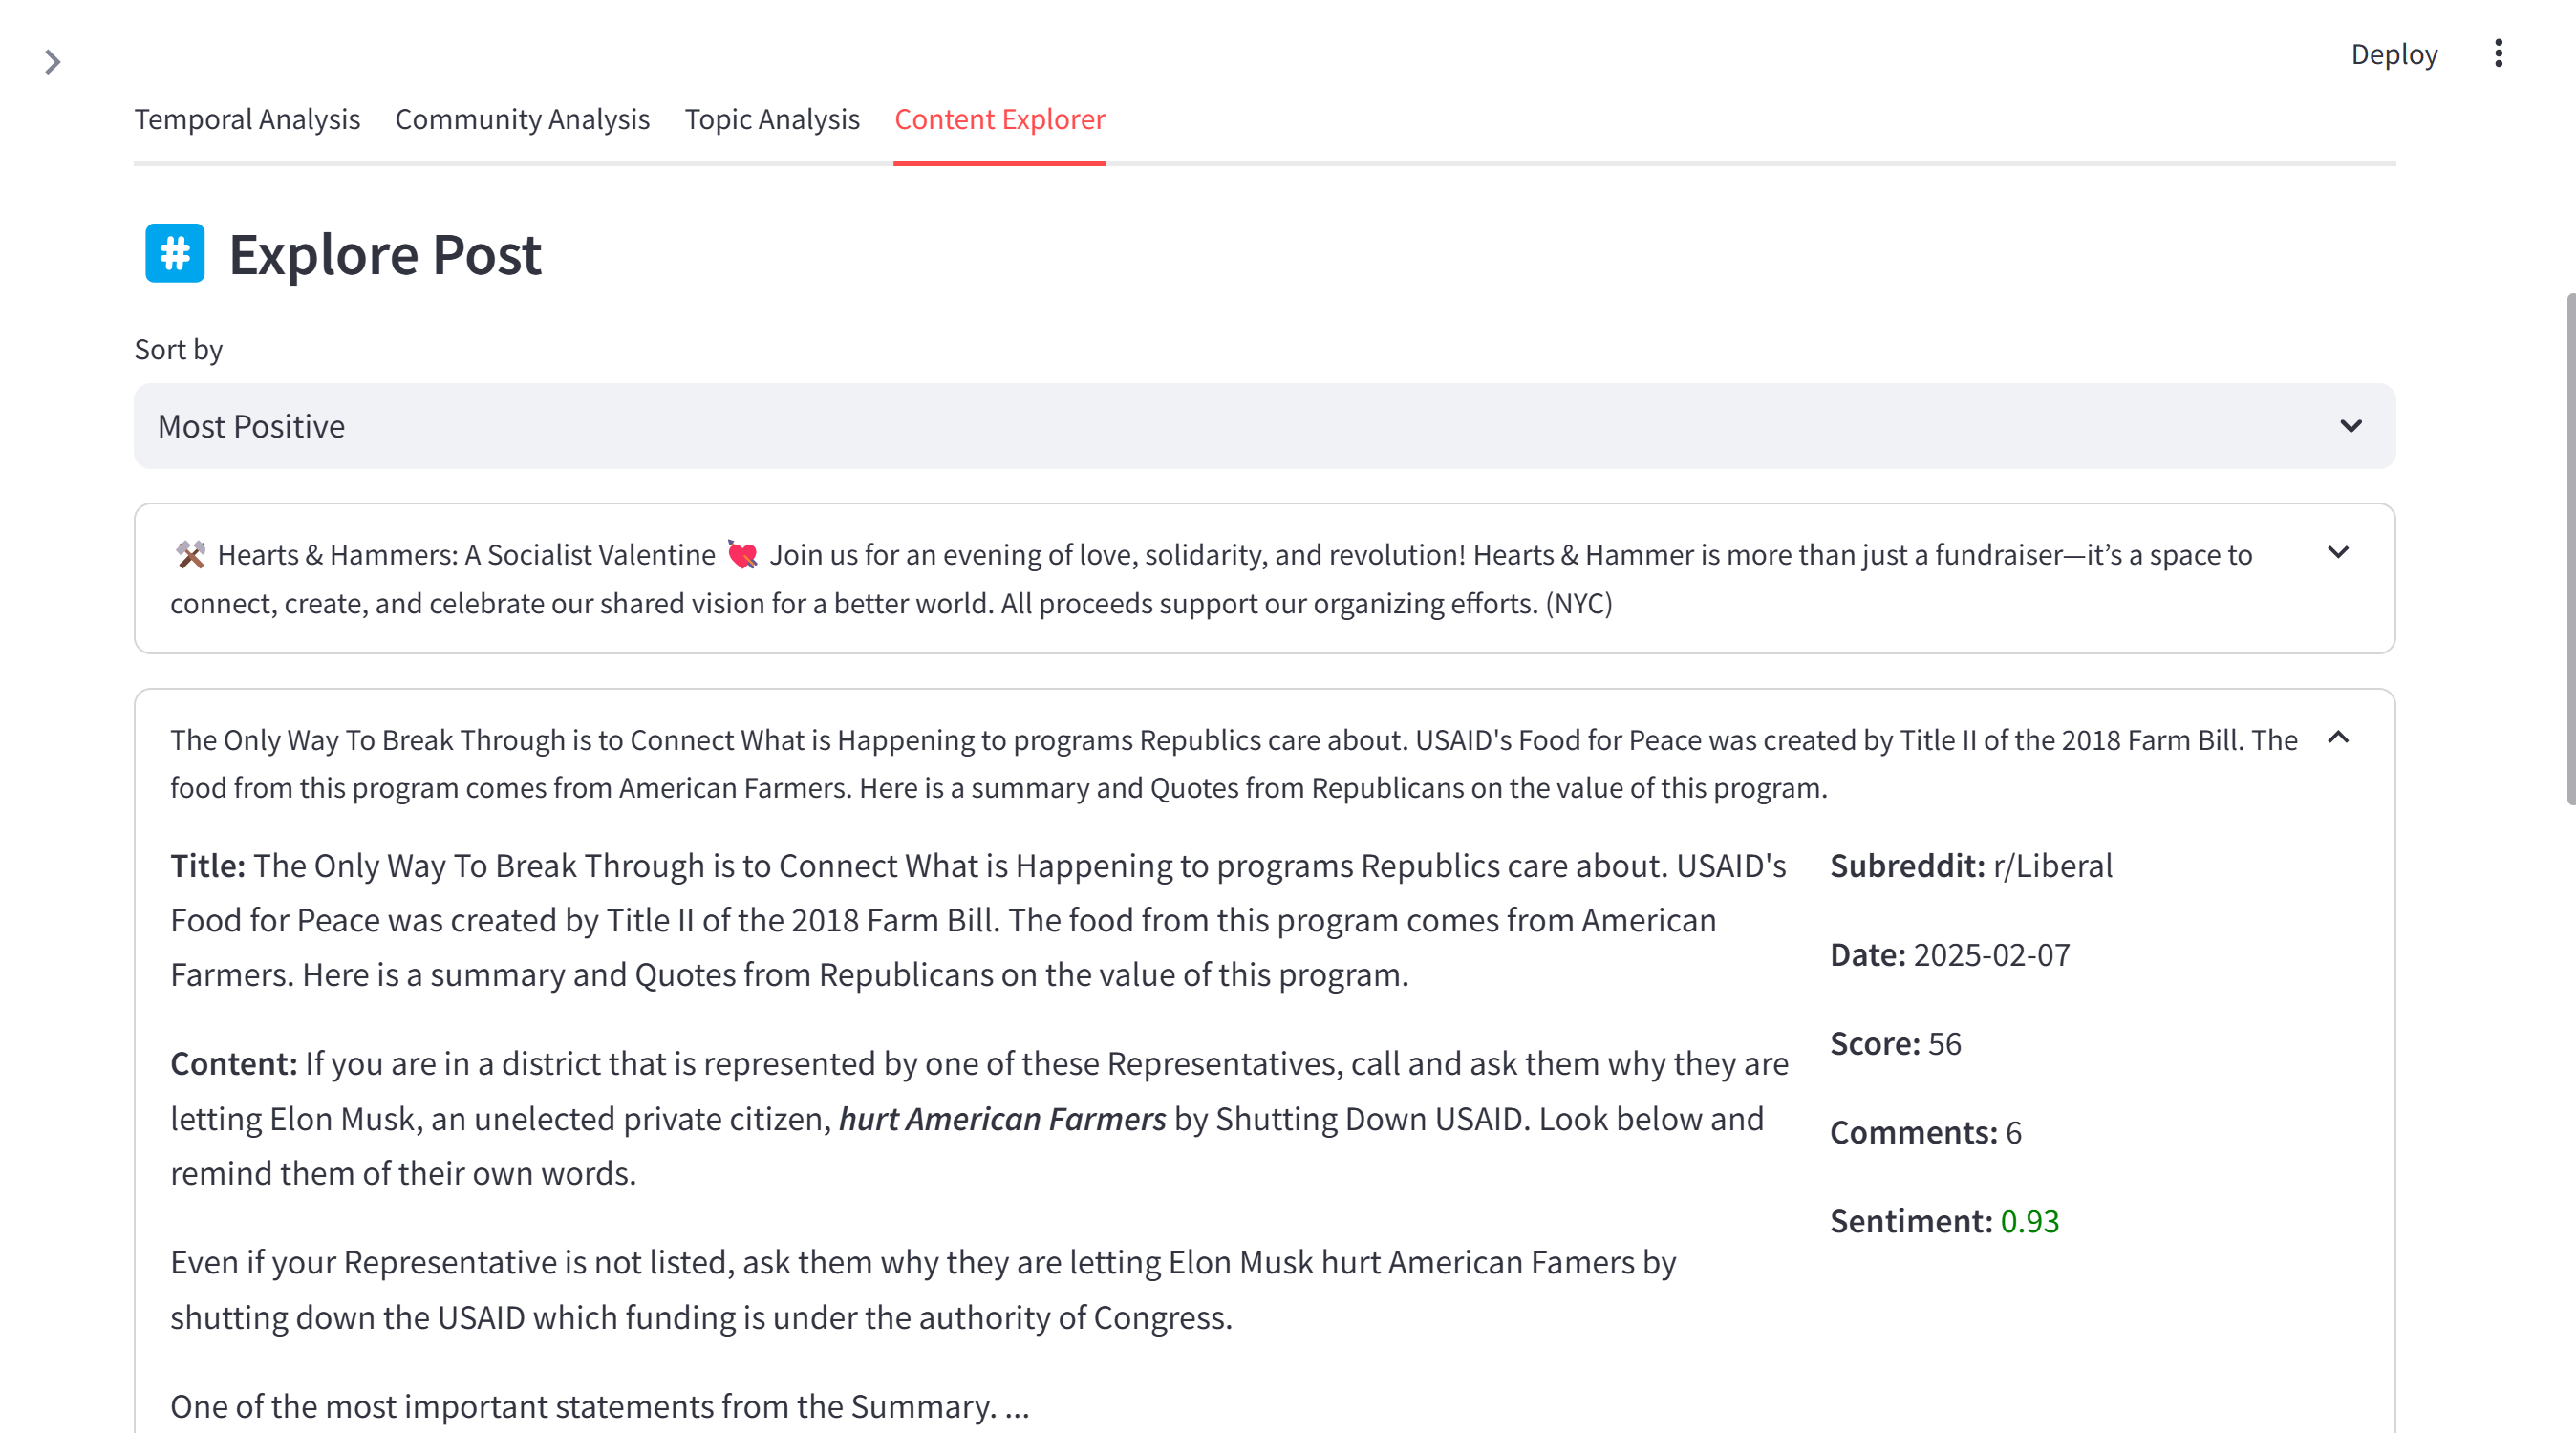 Deploy
Temporal Analysis Community Analysis Topic Analysis Content Explorer
# Explore Post
Sort by
Most Positive
⚒️ Hearts & Hammers: A Socialist Valentine 💘 Join us for an evening of love, solidarity, and revolution! Hearts & Hammer is more than just a fundraiser—it’s a space to
connect, create, and celebrate our shared vision for a better world. All proceeds support our organizing efforts. (NYC)
The Only Way To Break Through is to Connect What is Happening to programs Republics care about. USAID's Food for Peace was created by Title II of the 2018 Farm Bill. The
food from this program comes from American Farmers. Here is a summary and Quotes from Republicans on the value of this program.
Title: The Only Way To Break Through is to Connect What is Happening to programs Republics care about. USAID's
Food for Peace was created by Title II of the 2018 Farm Bill. The food from this program comes from American
Farmers. Here is a summary and Quotes from Republicans on the value of this program.
Content: If you are in a district that is represented by one of these Representatives, call and ask them why they are
letting Elon Musk, an unelected private citizen, hurt American Farmers by Shutting Down USAID. Look below and
remind them of their own words.
Even if your Representative is not listed, ask them why they are letting Elon Musk hurt American Famers by
shutting down the USAID which funding is under the authority of Congress.
One of the most important statements from the Summary. ...
Subreddit: r/Liberal
Date: 2025-02-07
Score: 56
Comments: 6
Sentiment: 0.93